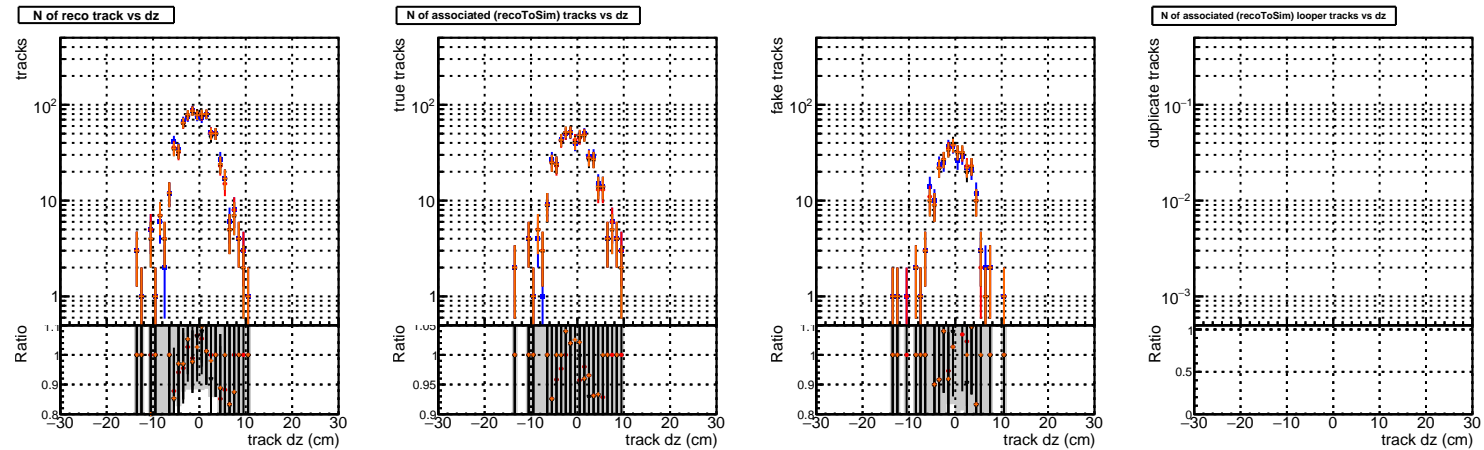 N of reco track vs dz
tracks
10²
10
1
Ratio
1.1
1
0.9
0.8
−30 −20 −10 0 10 20 30
track dz (cm)
N of associated (recoToSim) tracks vs dz
true tracks
10²
10
1
Ratio
1.05
1
0.95
0.9
−30 −20 −10 0 10 20 30
track dz (cm)
fake tracks
10²
10
1
Ratio
1.1
1
0.9
0.8
−30 −20 −10 0 10 20 30
track dz (cm)
N of associated (recoToSim) looper tracks vs dz
duplicate tracks
10⁻¹
10⁻²
10⁻³
Ratio
1
0.5
0
−30 −20 −10 0 10 20 30
track dz (cm)